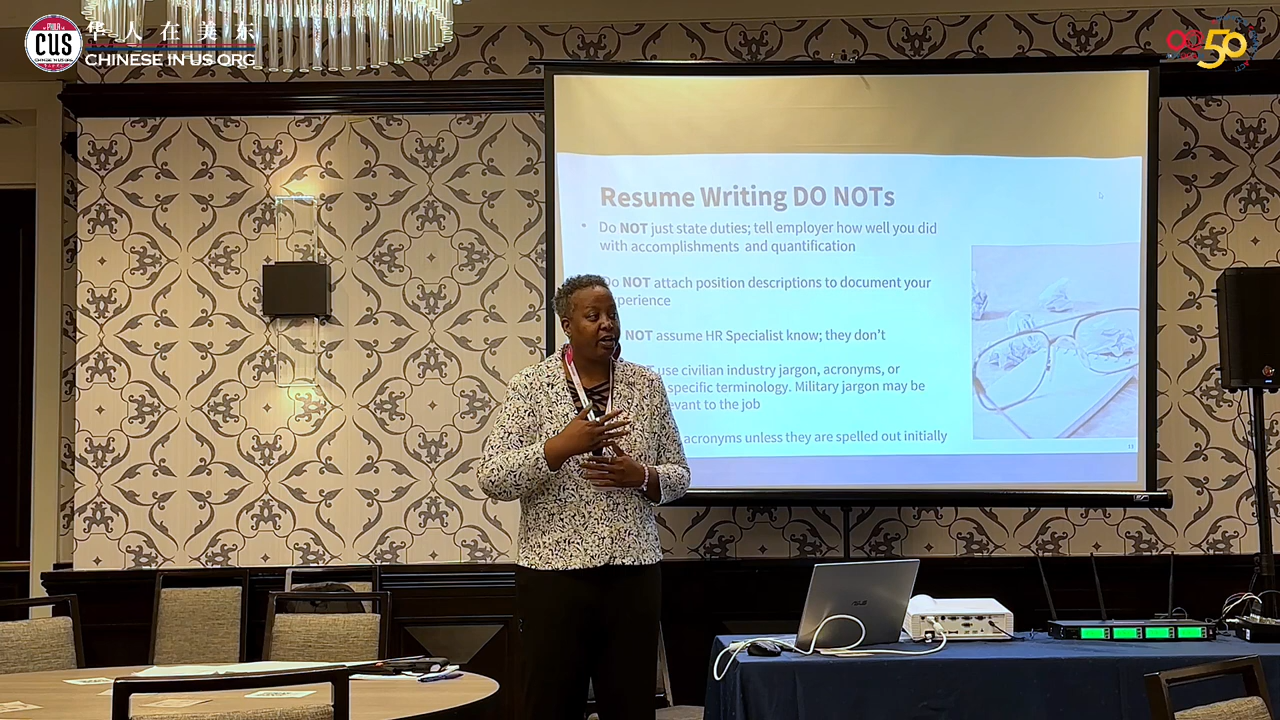 CUS
华人在美东
CHINESE IN US.ORG
50
Resume Writing DO NOTs
Do NOT just state duties; tell employer how well you did
with accomplishments and quantification
Do NOT attach position descriptions to document your
perience
NOT assume HR Specialist know; they don't
use civilian industry jargon, acronyms, or
specific terminology. Military jargon may be
evant to the job
acronyms unless they are spelled out initially
ASUS